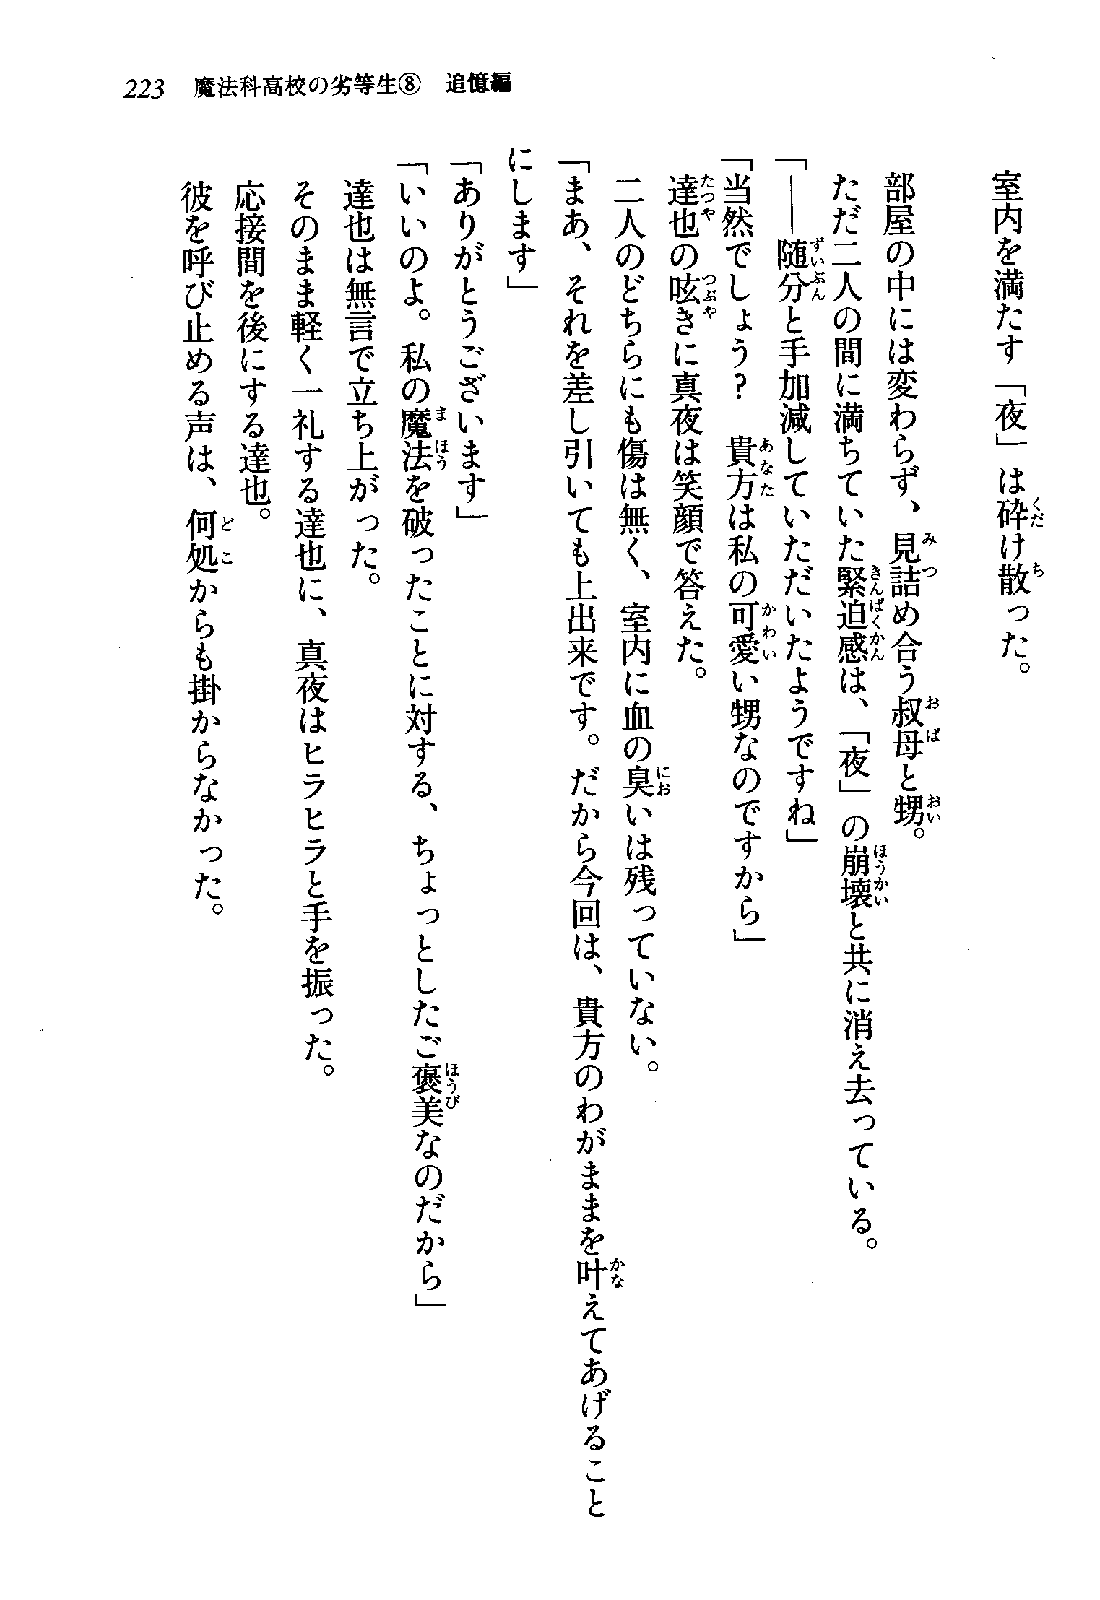 223　魔法科高校の劣等生⑧　追憶編
室内を満たす「夜」は砕け散った。
部屋の中には変わらず、見詰め合う叔母と甥。
ただ二人の間に満ちていた緊迫感は、「夜」の崩壊と共に消え去っている。
「――随分と手加減していただいたようですね」
「当然でしょう？　貴方は私の可愛い甥なのですから」
達也の呟きに真夜は笑顔で答えた。
二人のどちらにも傷は無く、室内に血の臭いは残っていない。
「まあ、それを差し引いても上出来です。だから今回は、貴方のわがままを叶えてあげること
にします」
「ありがとうございます」
「いいのよ。私の魔法を破ったことに対する、ちょっとしたご褒美なのだから」
達也は無言で立ち上がった。
そのまま軽く一礼する達也に、真夜はヒラヒラと手を振った。
応接間を後にする達也。
彼を呼び止める声は、何処からも掛からなかった。